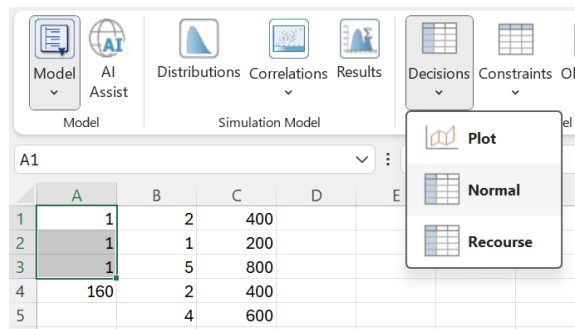 AI
Model AI Assist Distributions Correlations Results Decisions Constraints
Model Simulation Model
Plot
A1
Normal
A B C D E
Recourse
1 1 2 400
2 1 1 200
3 1 5 800
4 160 2 400
5 4 600